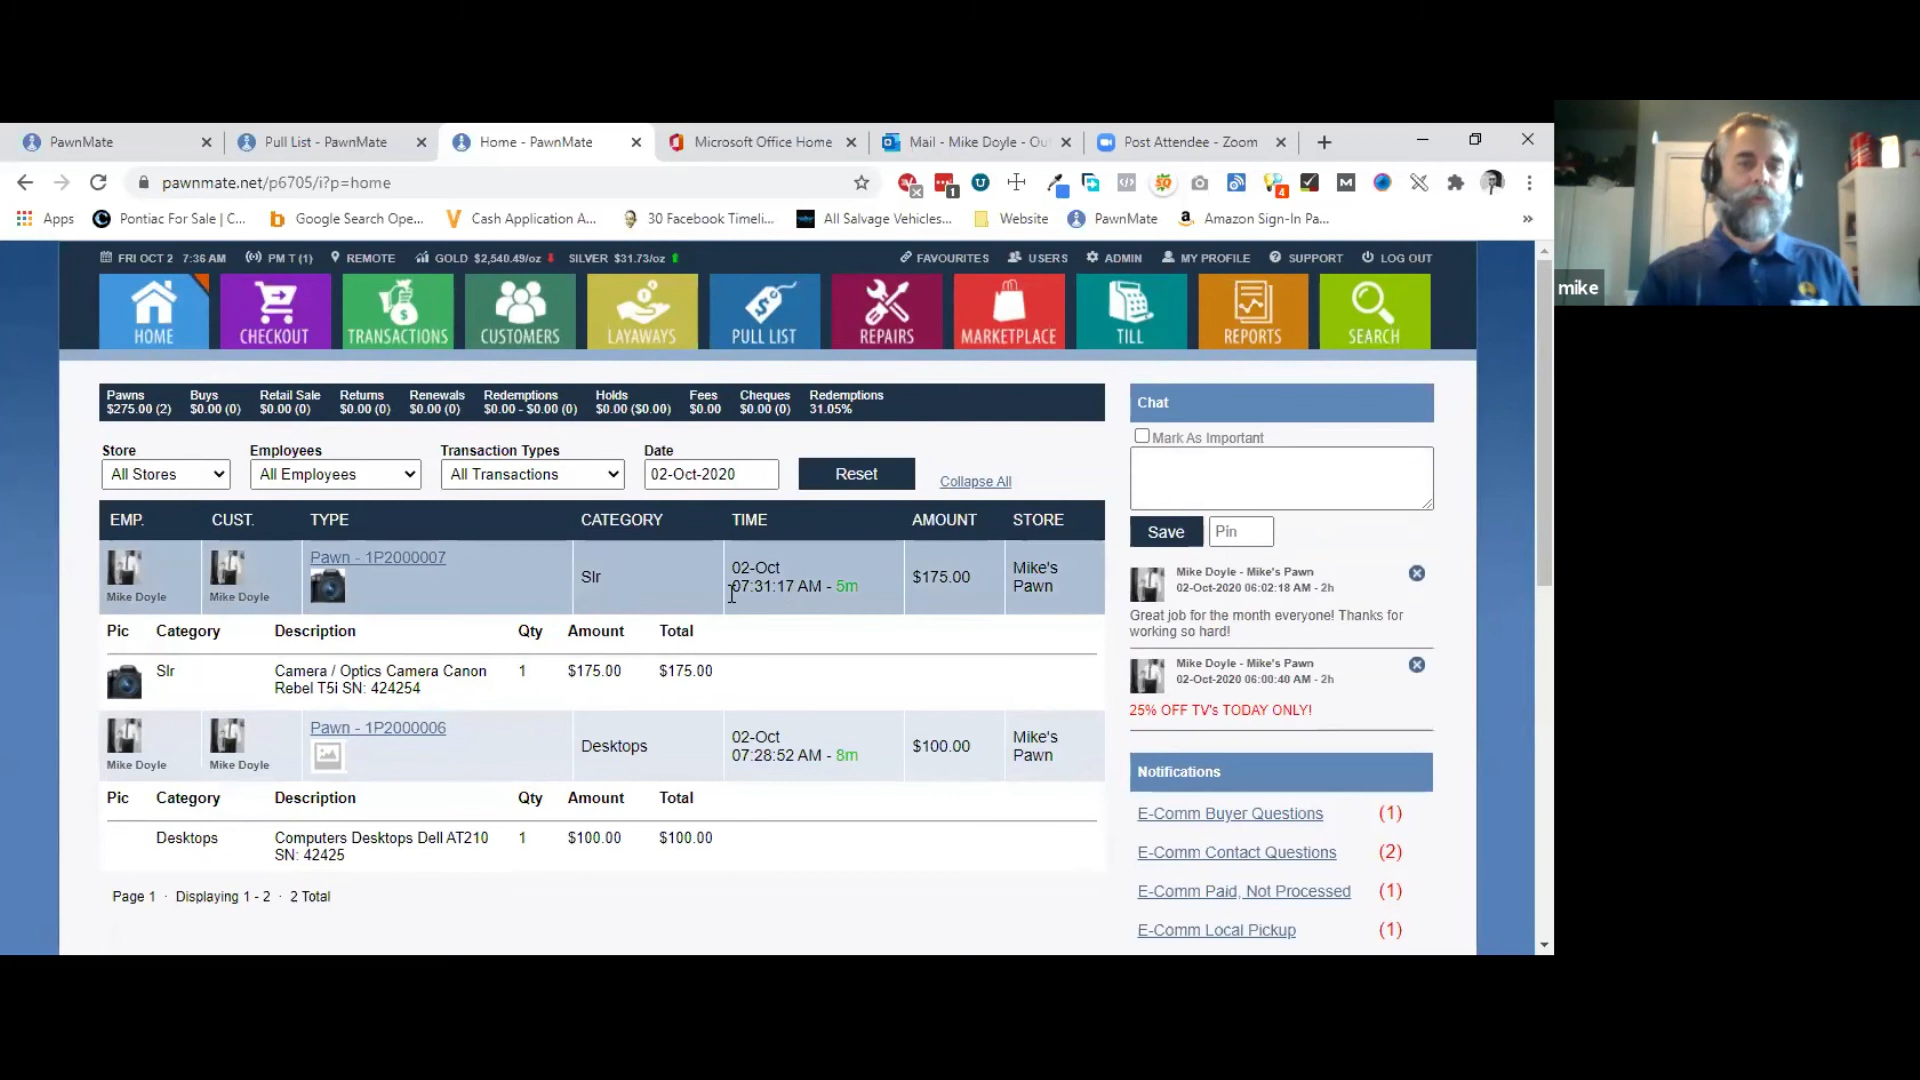 PawnMate
Pull List - PawnMate
Home - PawnMate
Microsoft Office Home
Mail - Mike Doyle - Ou
Post Attendee - Zoom
pawnmate.net/p6705/i?p=home
Apps
Pontiac For Sale | C...
Google Search Ope...
Cash Application A...
30 Facebook Timeli...
All Salvage Vehicles...
Website
PawnMate
Amazon Sign-In Pa...
FRI OCT 2 7:36 AM
PM T (1)
REMOTE
GOLD $2,540.49/oz
SILVER $31.73/oz
FAVOURITES
USERS
ADMIN
MY PROFILE
SUPPORT
LOG OUT
HOME
CHECKOUT
TRANSACTIONS
CUSTOMERS
LAYAWAYS
PULL LIST
REPAIRS
MARKETPLACE
TILL
REPORTS
SEARCH
mike
Pawns Buys Retail Sale Returns Renewals Redemptions Holds Fees Cheques Redemptions
$275.00 (2) $0.00 (0) $0.00 (0) $0.00 (0) $0.00 (0) $0.00 - $0.00 (0) $0.00 ($0.00) $0.00 $0.00 (0) 31.05%
Store Employees Transaction Types Date
All Stores All Employees All Transactions 02-Oct-2020 Reset Collapse All
EMP. CUST. TYPE CATEGORY TIME AMOUNT STORE
Pawn - 1P2000007
Mike Doyle
Mike Doyle
Slr
02-Oct
07:31:17 AM - 5m
$175.00
Mike's
Pawn
Pic Category Description Qty Amount Total
Slr
Camera / Optics Camera Canon
Rebel T5i SN: 424254
1 $175.00 $175.00
Pawn - 1P2000006
Mike Doyle
Mike Doyle
Desktops
02-Oct
07:28:52 AM - 8m
$100.00
Mike's
Pawn
Pic Category Description Qty Amount Total
Desktops
Computers Desktops Dell AT210
SN: 42425
1 $100.00 $100.00
Page 1 · Displaying 1 - 2 · 2 Total
Chat
Mark As Important
Save Pin
Mike Doyle - Mike's Pawn
02-Oct-2020 06:02:18 AM - 2h
Great job for the month everyone! Thanks for
working so hard!
Mike Doyle - Mike's Pawn
02-Oct-2020 06:00:40 AM - 2h
25% OFF TV's TODAY ONLY!
Notifications
E-Comm Buyer Questions (1)
E-Comm Contact Questions (2)
E-Comm Paid, Not Processed (1)
E-Comm Local Pickup (1)